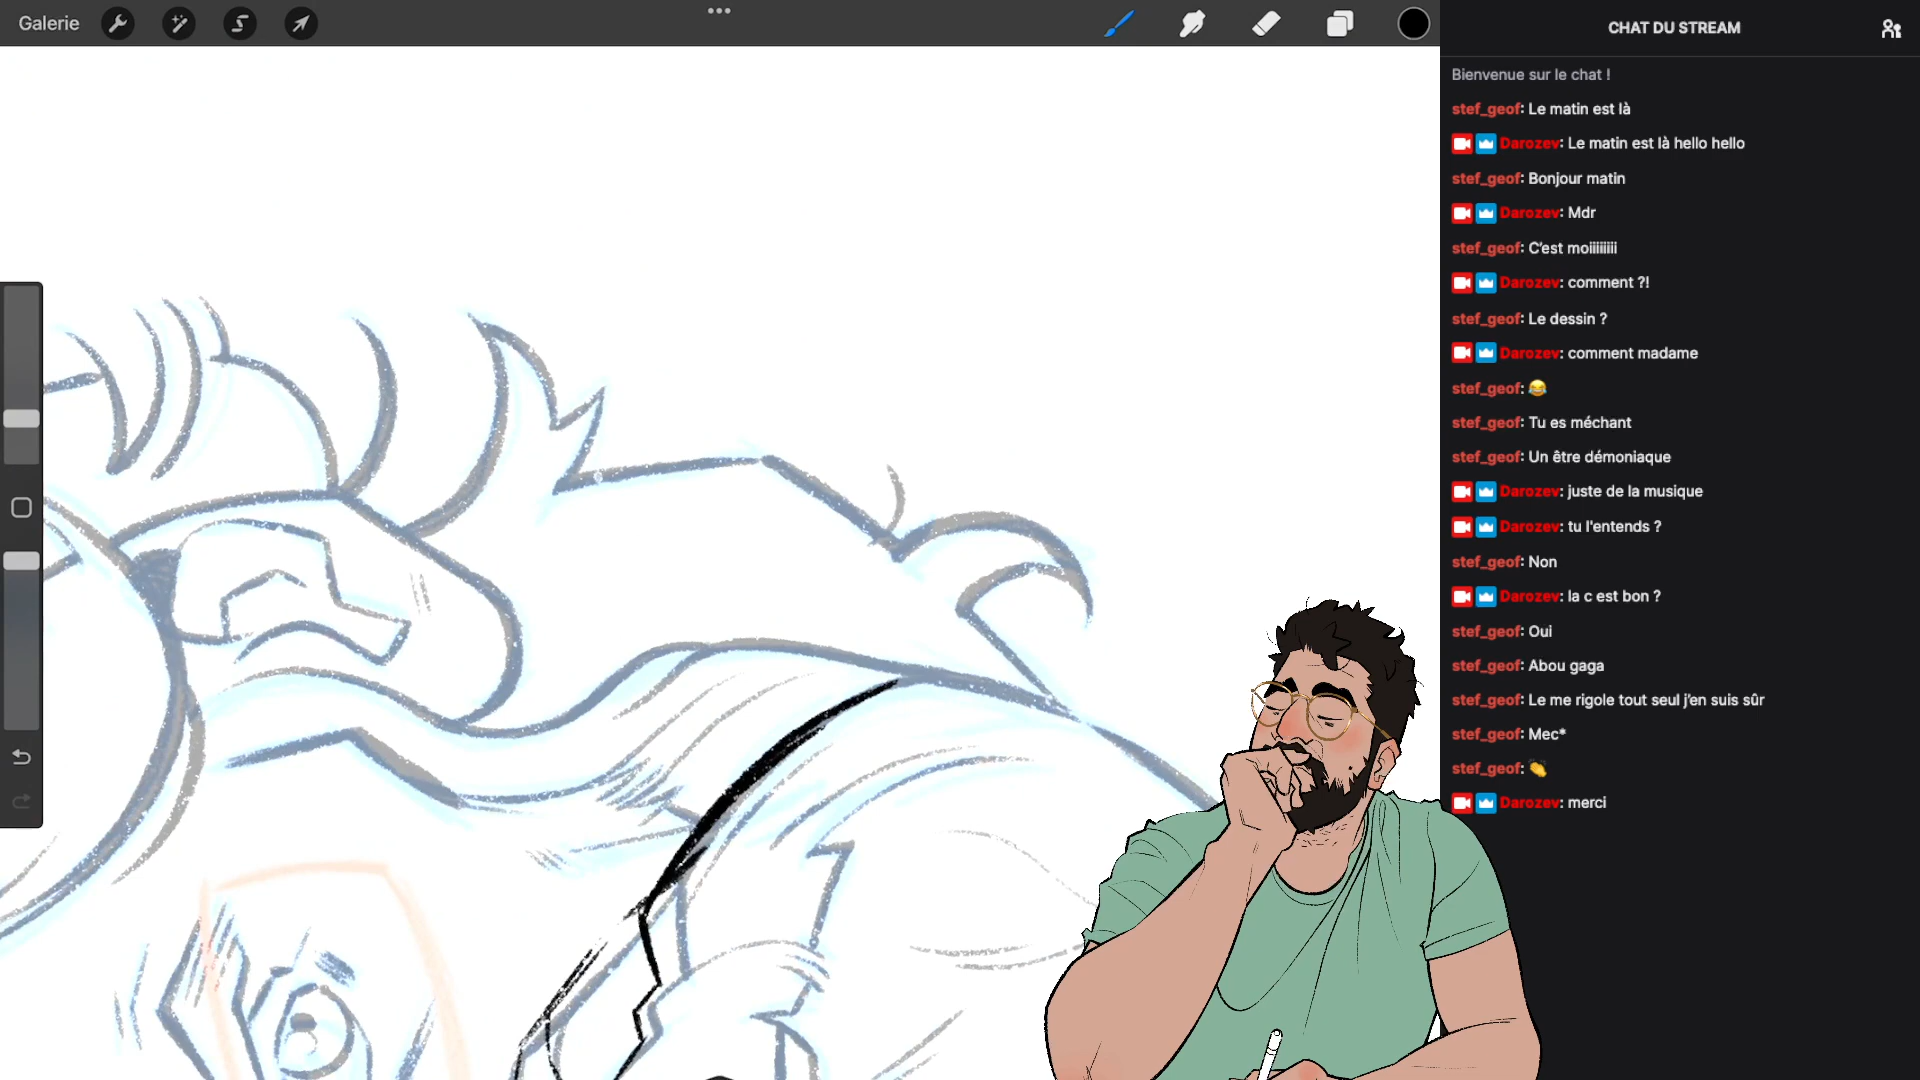 Galerie
CHAT DU STREAM
Bienvenue sur le chat !
stef_geof: Le matin est là
Darozev: Le matin est là hello hello
stef_geof: Bonjour matin
Darozev: Mdr
stef_geof: C'est moiiiiiiiii
Darozev: comment ?!
stef_geof: Le dessin ?
Darozev: comment madame
stef_geof: 😂
stef_geof: Tu es méchant
stef_geof: Un être démoniaque
Darozev: juste de la musique
Darozev: tu l'entends ?
stef_geof: Non
Darozev: la c est bon ?
stef_geof: Oui
stef_geof: Abou gaga
stef_geof: Le me rigole tout seul j'en suis sûr
stef_geof: Mec*
stef_geof: 👏
Darozev: merci